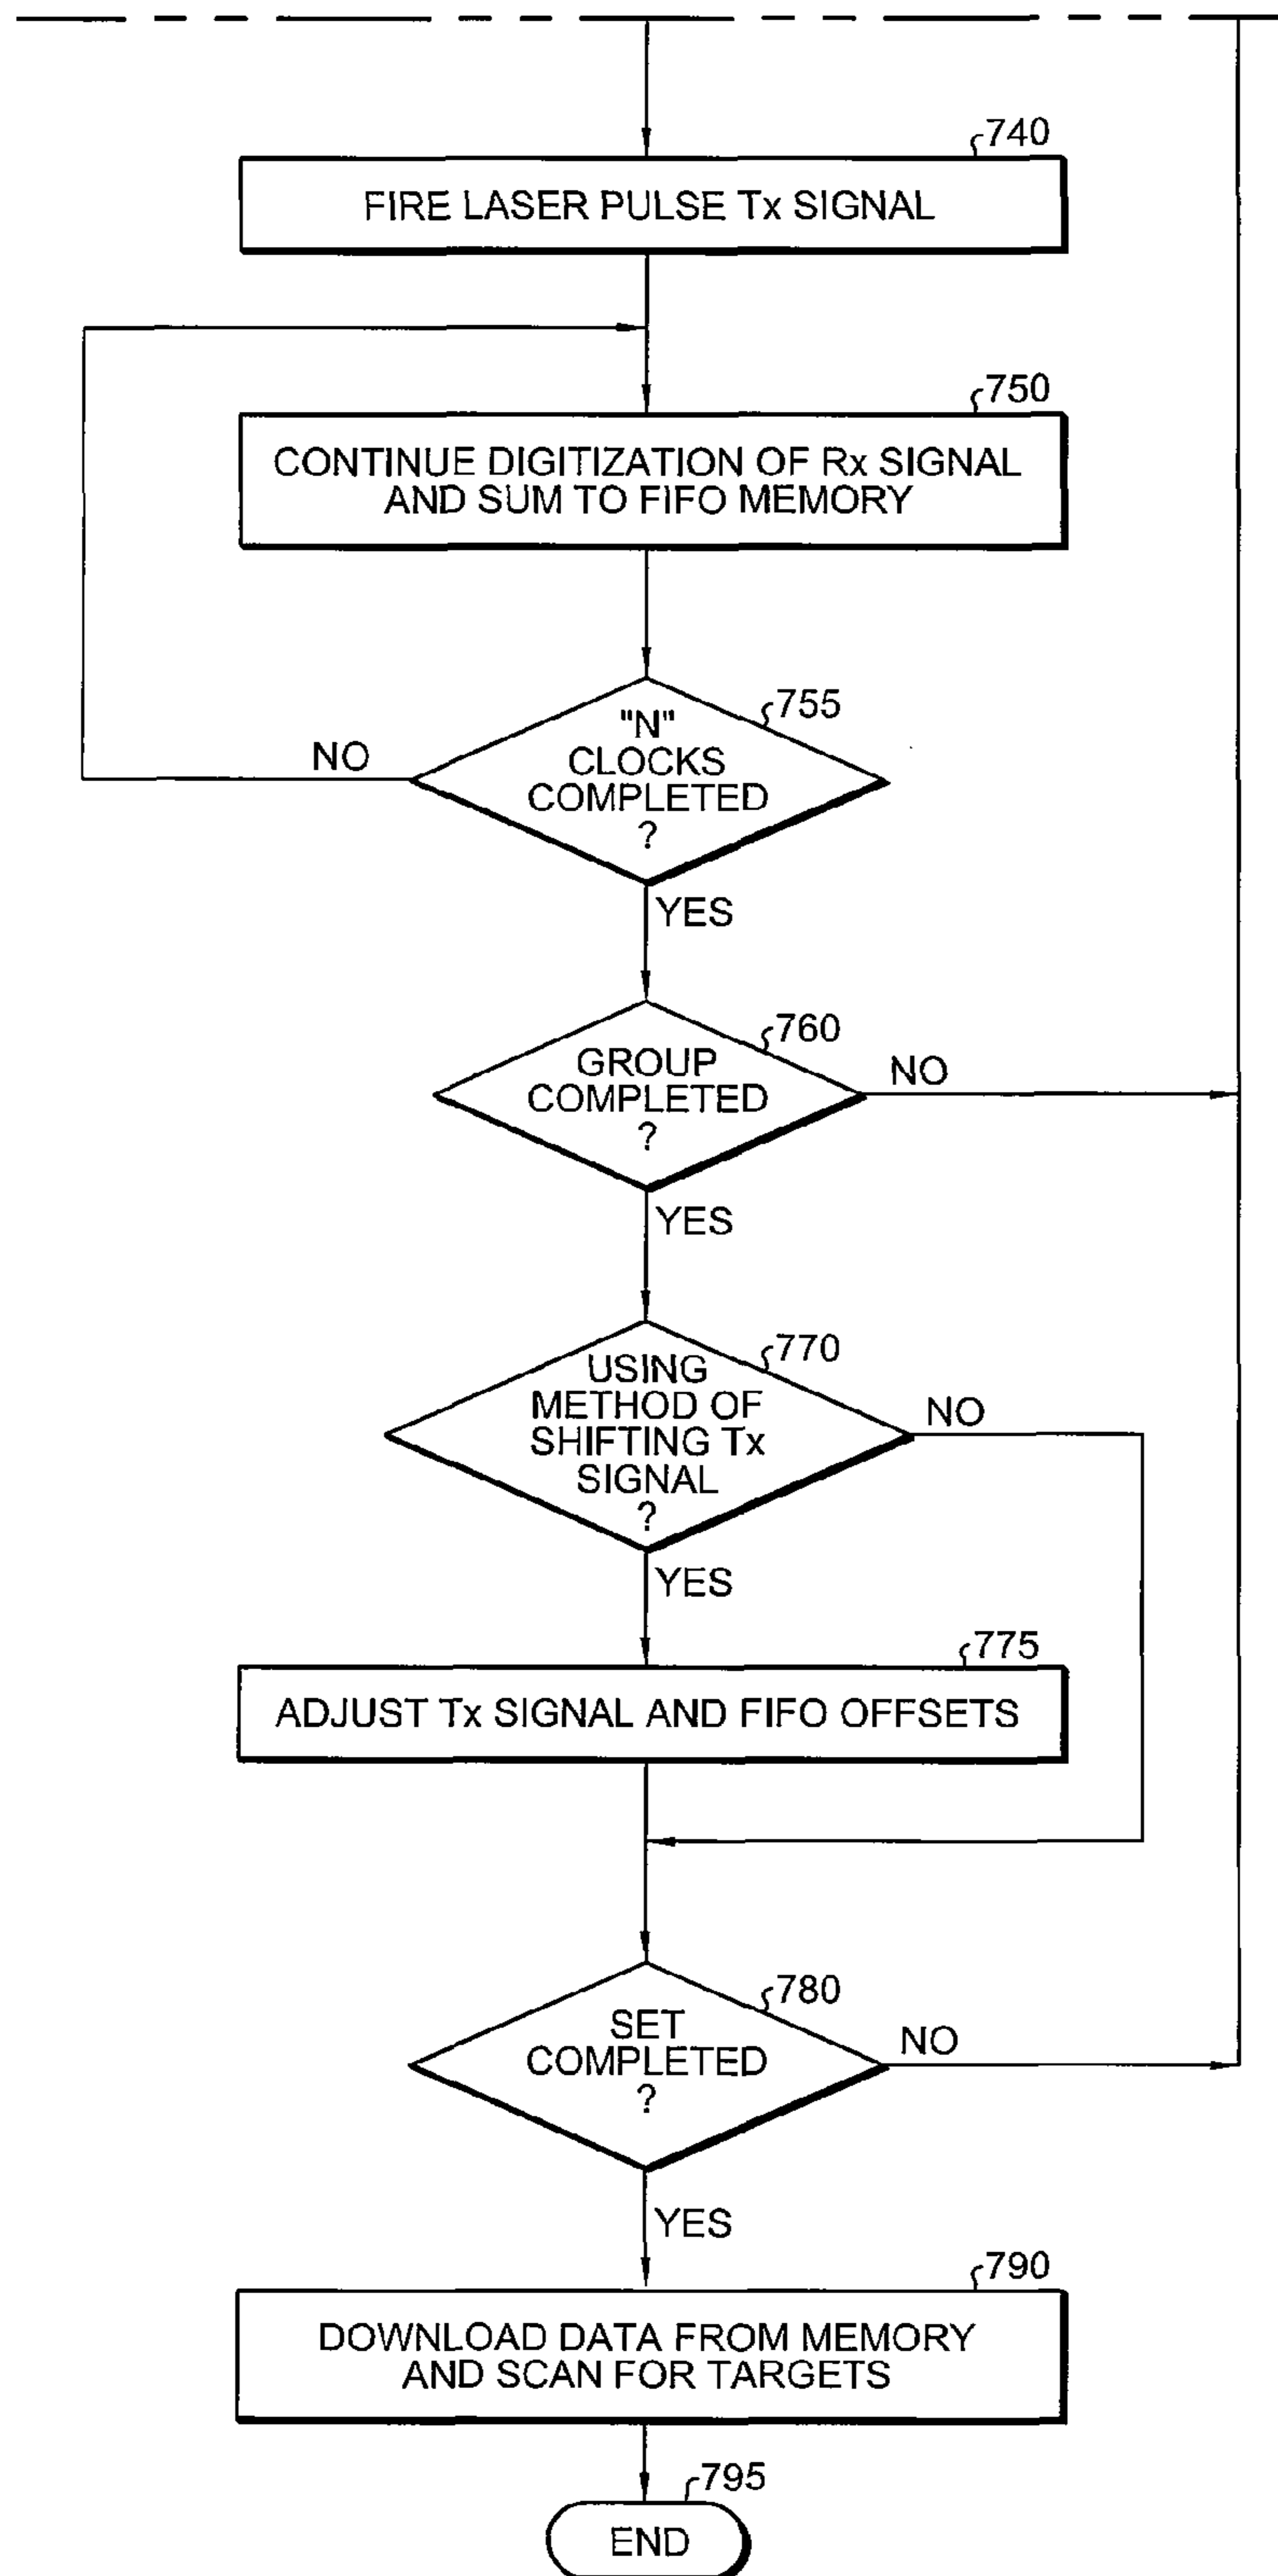 740
FIRE LASER PULSE Tx SIGNAL
750
CONTINUE DIGITIZATION OF Rx SIGNAL
AND SUM TO FIFO MEMORY
755
"N"
CLOCKS
COMPLETED
?
NO
YES
760
GROUP
COMPLETED
?
NO
YES
770
USING
METHOD OF
SHIFTING Tx
SIGNAL
?
NO
YES
775
ADJUST Tx SIGNAL AND FIFO OFFSETS
780
SET
COMPLETED
?
NO
YES
790
DOWNLOAD DATA FROM MEMORY
AND SCAN FOR TARGETS
795
END